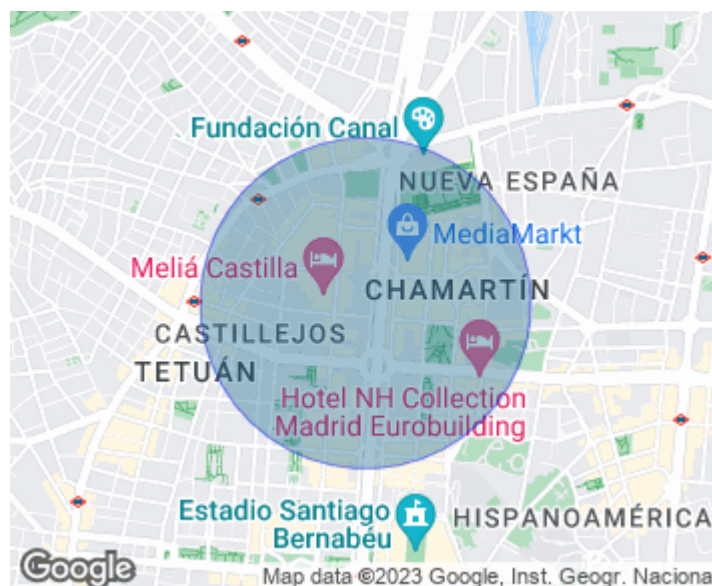 Fundación Canal
NUEVA ESPAÑA
MediaMarkt
Meliá Castilla
CHAMARTÍN
CASTILLEJOS
TETUÁN
Hotel NH Collection
Madrid Eurobuilding
Estadio Santiago
Bernabéu
HISPANOAMÉRICA
Google
Map data ©2023 Google, Inst. Geogr. Naciona